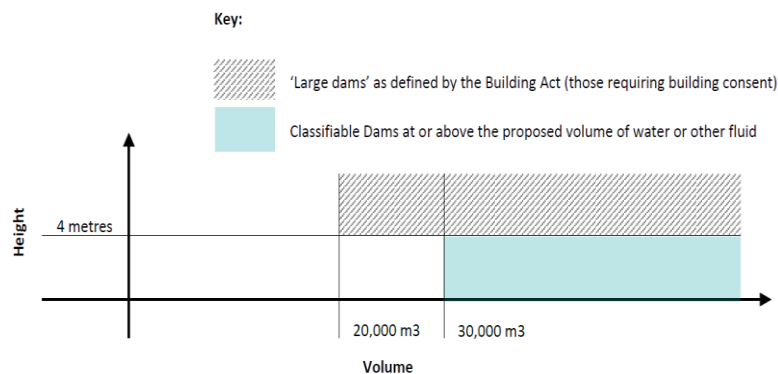 Key:
‘Large dams’ as defined by the Building Act (those requiring building consent)
Classifiable Dams at or above the proposed volume of water or other fluid
Height
4 metres
20,000 m3
30,000 m3
Volume